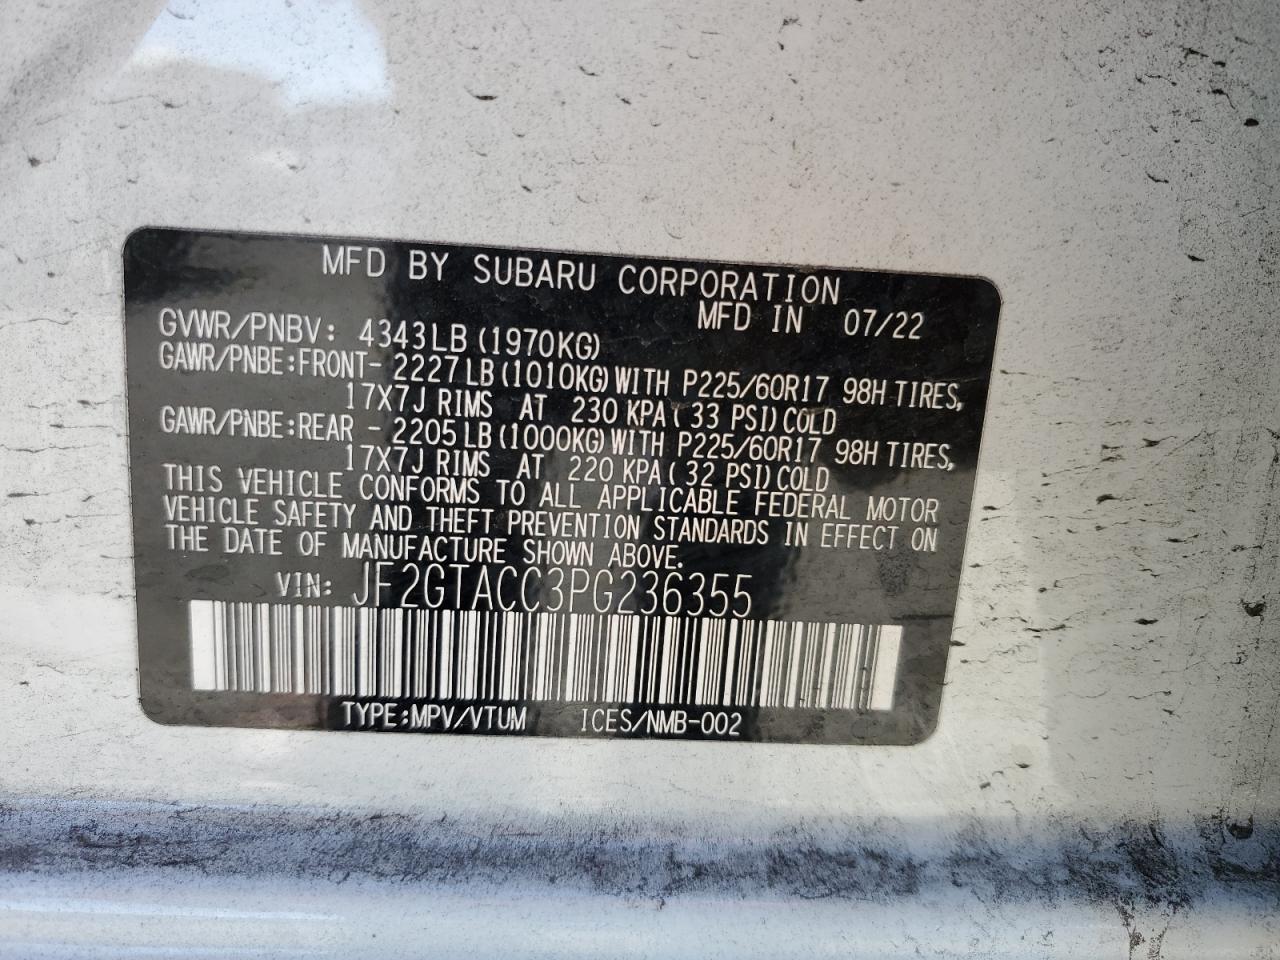 MFD BY SUBARU CORPORATION
MFD IN 07/22
GVWR/PNBV: 4343LB (1970KG)
GAWR/PNBE:FRONT- 2227LB(1010KG)WITH P225/60R17 98H TIRES,
17X7J RIMS AT 230 KPA( 33 PSI)COLD
GAWR/PNBE:REAR - 2205LB(1000KG)WITH P225/60R17 98H TIRES,
17X7J RIMS AT 220 KPA( 32 PSI)COLD
THIS VEHICLE CONFORMS TO ALL APPLICABLE FEDERAL MOTOR
VEHICLE SAFETY AND THEFT PREVENTION STANDARDS IN EFFECT ON
THE DATE OF MANUFACTURE SHOWN ABOVE.
VIN: JF2GTACC3PG236355
TYPE:MPV/VTUM ICES/NMB-002